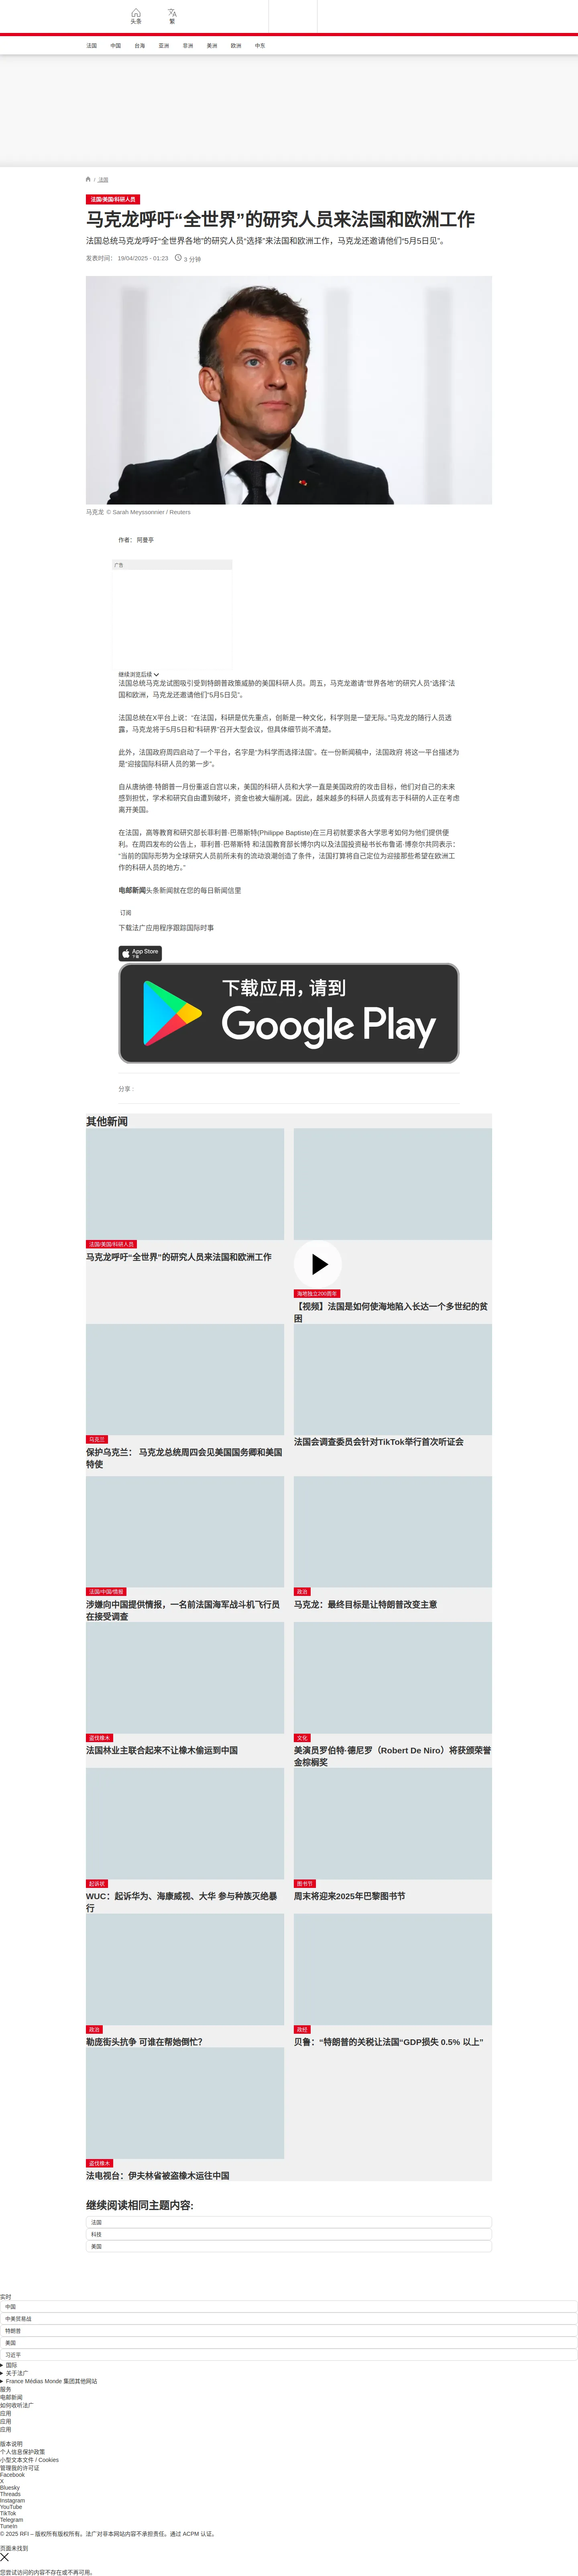 头条
繁
法国
中国
台海
亚洲
非洲
美洲
欧洲
中东
/ 法国
法国/美国/科研人员
马克龙呼吁“全世界”的研究人员来法国和欧洲工作
法国总统马克龙呼吁“全世界各地”的研究人员“选择”来法国和欧洲工作，马克龙还邀请他们“5月5日见”。
发表时间： 19/04/2025 - 01:23
3 分钟
马克龙 © Sarah Meyssonnier / Reuters
作者： 阿曼亭
广告
继续浏览后续
法国总统马克龙试图吸引受到特朗普政策威胁的美国科研人员。周五，马克龙邀请“世界各地”的研究人员“选择”法
国和欧洲，马克龙还邀请他们“5月5日见”。
法国总统在X平台上说：“在法国，科研是优先重点，创新是一种文化，科学则是一望无际。”马克龙的随行人员透
露，马克龙将于5月5日和“科研界”召开大型会议，但具体细节尚不清楚。
此外，法国政府周四启动了一个平台，名字是“为科学而选择法国”。在一份新闻稿中，法国政府 将这一平台描述为
是“迎接国际科研人员的第一步”。
自从唐纳德·特朗普一月份重返白宫以来，美国的科研人员和大学一直是美国政府的攻击目标，他们对自己的未来
感到担忧，学术和研究自由遭到破坏，资金也被大幅削减。因此，越来越多的科研人员或有志于科研的人正在考虑
离开美国。
在法国，高等教育和研究部长菲利普·巴蒂斯特(Philippe Baptiste)在三月初就要求各大学思考如何为他们提供便
利。在周四发布的公告上，菲利普·巴蒂斯特 和法国教育部长博尔内以及法国投资秘书长布鲁诺·博奈尔共同表示：
“当前的国际形势为全球研究人员前所未有的流动浪潮创造了条件，法国打算将自己定位为迎接那些希望在欧洲工
作的科研人员的地方。”
电邮新闻头条新闻就在您的每日新闻信里
订阅
下载法广应用程序跟踪国际时事
App Store
下载
下载应用，请到
Google Play
分享 :
其他新闻
法国/美国/科研人员
马克龙呼吁“全世界”的研究人员来法国和欧洲工作
海地独立200周年
【视频】法国是如何使海地陷入长达一个多世纪的贫
困
乌克兰
保护乌克兰： 马克龙总统周四会见美国国务卿和美国
特使
法国会调查委员会针对TikTok举行首次听证会
法国/中国/情报
涉嫌向中国提供情报，一名前法国海军战斗机飞行员
在接受调查
政治
马克龙：最终目标是让特朗普改变主意
盗伐橡木
法国林业主联合起来不让橡木偷运到中国
文化
美演员罗伯特·德尼罗（Robert De Niro）将获颁荣誉
金棕榈奖
起诉状
WUC：起诉华为、海康威视、大华 参与种族灭绝暴
行
图书节
周末将迎来2025年巴黎图书节
政治
勒庞街头抗争 可谁在帮她倒忙?
政经
贝鲁：“特朗普的关税让法国“GDP损失 0.5% 以上”
盗伐橡木
法电视台：伊夫林省被盗橡木运往中国
继续阅读相同主题内容:
法国
科技
美国
实时
中国
中美贸易战
特朗普
美国
习近平
国际
关于法广
France Médias Monde 集团其他网站
服务
电邮新闻
如何收听法广
应用
应用
应用
版本说明
个人信息保护政策
小型文本文件 / Cookies
管理我的许可证
Facebook
X
Bluesky
Threads
Instagram
YouTube
TikTok
Telegram
TuneIn
© 2025 RFI – 版权所有版权所有。法广对非本网站内容不承担责任。通过 ACPM 认证。
页面未找到
您尝试访问的内容不存在或不再可用。